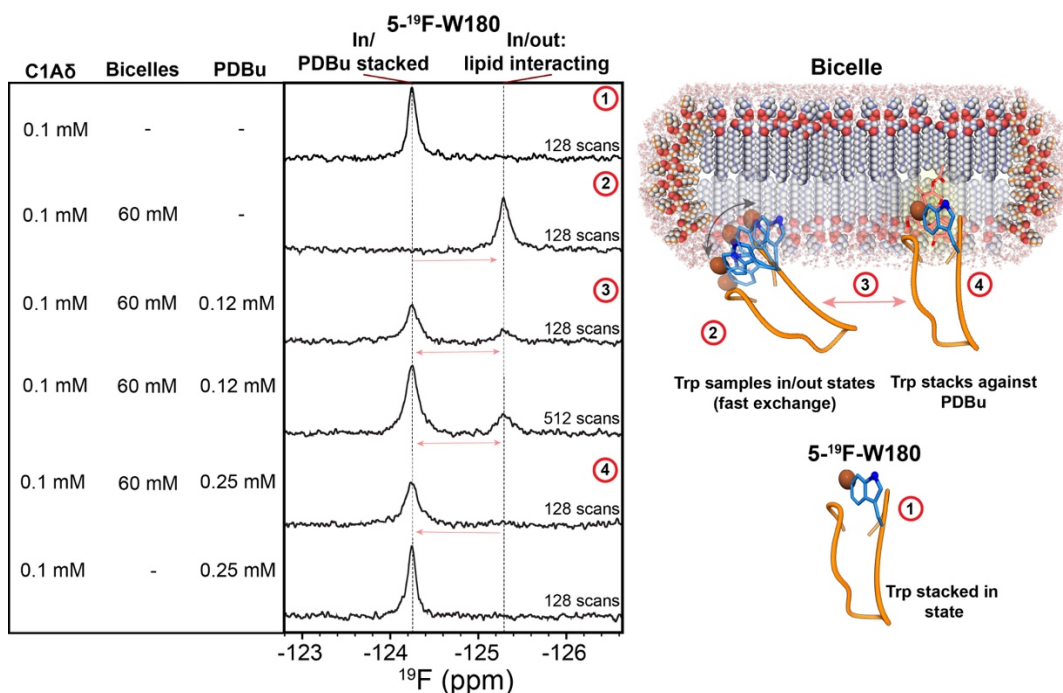 5-¹⁹F-W180
In/
PDBu stacked
In/out:
lipid interacting
C1Aδ Bicelles PDBu
0.1 mM - -
1
128 scans
0.1 mM 60 mM -
2
128 scans
0.1 mM 60 mM 0.12 mM
3
128 scans
0.1 mM 60 mM 0.12 mM
512 scans
0.1 mM 60 mM 0.25 mM
4
128 scans
0.1 mM - 0.25 mM
128 scans
-123 -124 -125 -126
¹⁹F (ppm)
Bicelle
3
4
2
Trp samples in/out states
(fast exchange)
Trp stacks against
PDBu
5-¹⁹F-W180
1
Trp stacked in
state